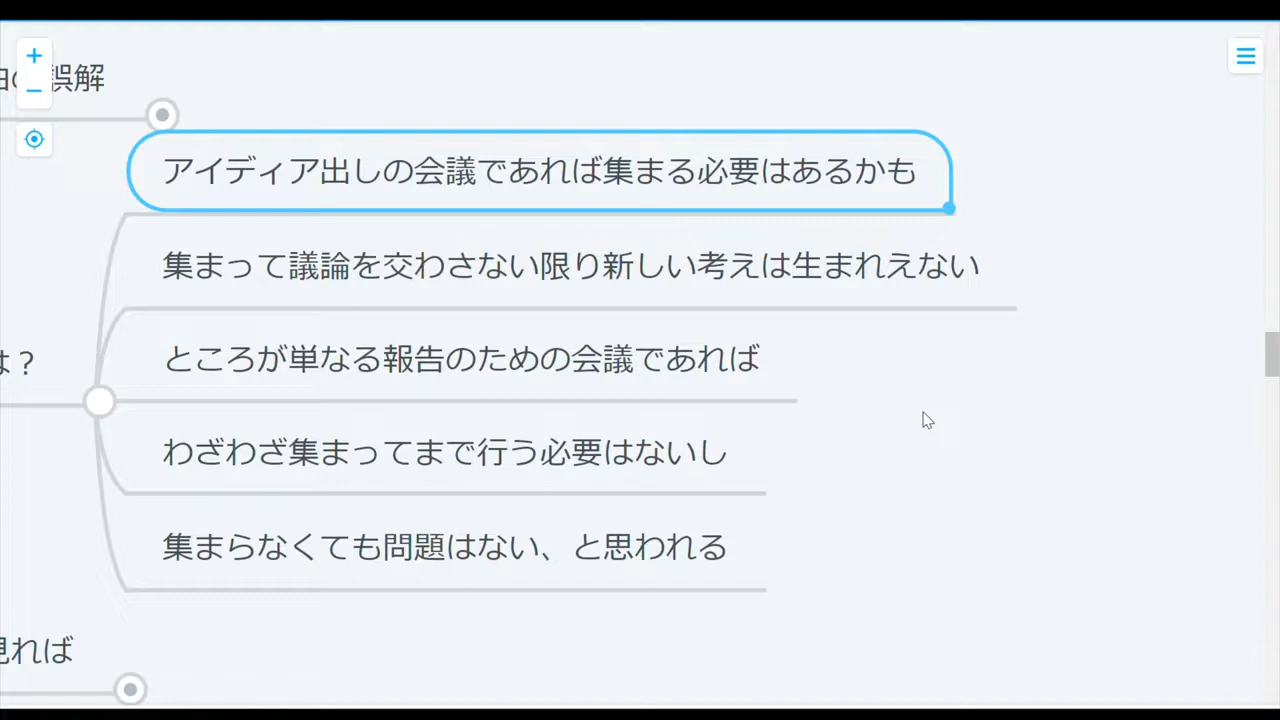 誤解
アイディア出しの会議であれば集まる必要はあるかも
集まって議論を交わさない限り新しい考えは生まれえない
は？
ところが単なる報告のための会議であれば
わざわざ集まってまで行う必要はないし
集まらなくても問題はない、と思われる
見れば